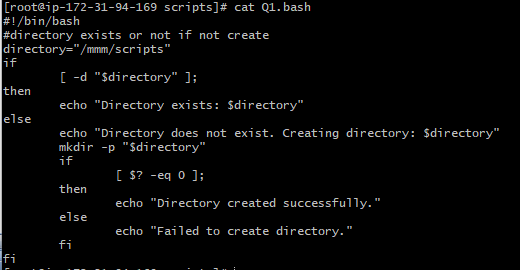 [root@ip-172-31-94-169 scripts]# cat Q1.bash
#!/bin/bash
#directory exists or not if not create
directory="/mmm/scripts"
if
        [ -d "$directory" ];
then
        echo "Directory exists: $directory"
else
        echo "Directory does not exist. Creating directory: $directory"
        mkdir -p "$directory"
        if
                [ $? -eq 0 ];
        then
                echo "Directory created successfully."
        else
                echo "Failed to create directory."
        fi
fi